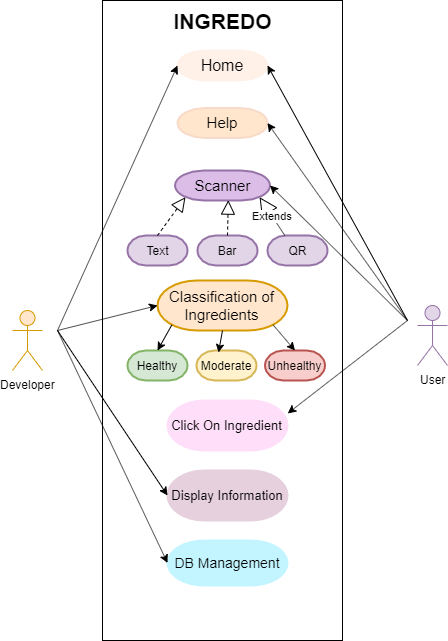 INGREDO
Home
Help
Scanner
Extends
Text
Bar
QR
Classification of
Ingredients
Developer
User
Healthy
Moderate
Unhealthy
Click On Ingredient
Display Information
DB Management